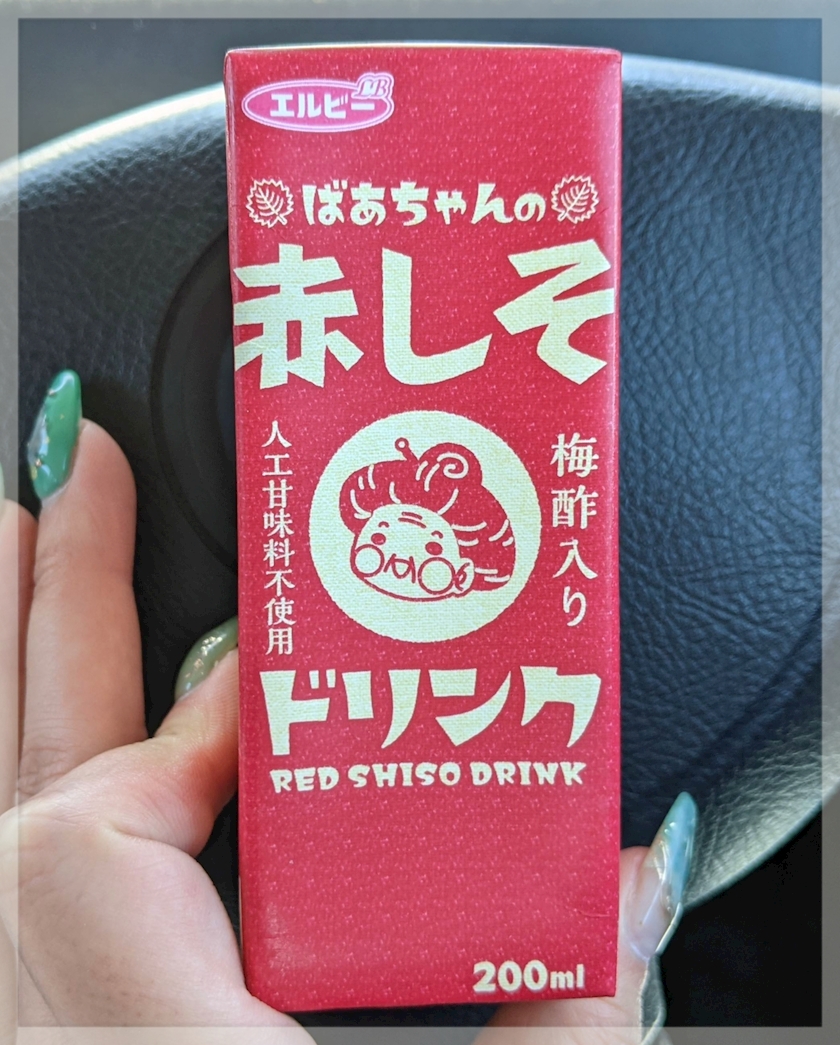 エルビー LB
ばあちゃんの
赤しそ
梅酢入り
人工甘味料不使用
ドリンク
RED SHISO DRINK
200ml